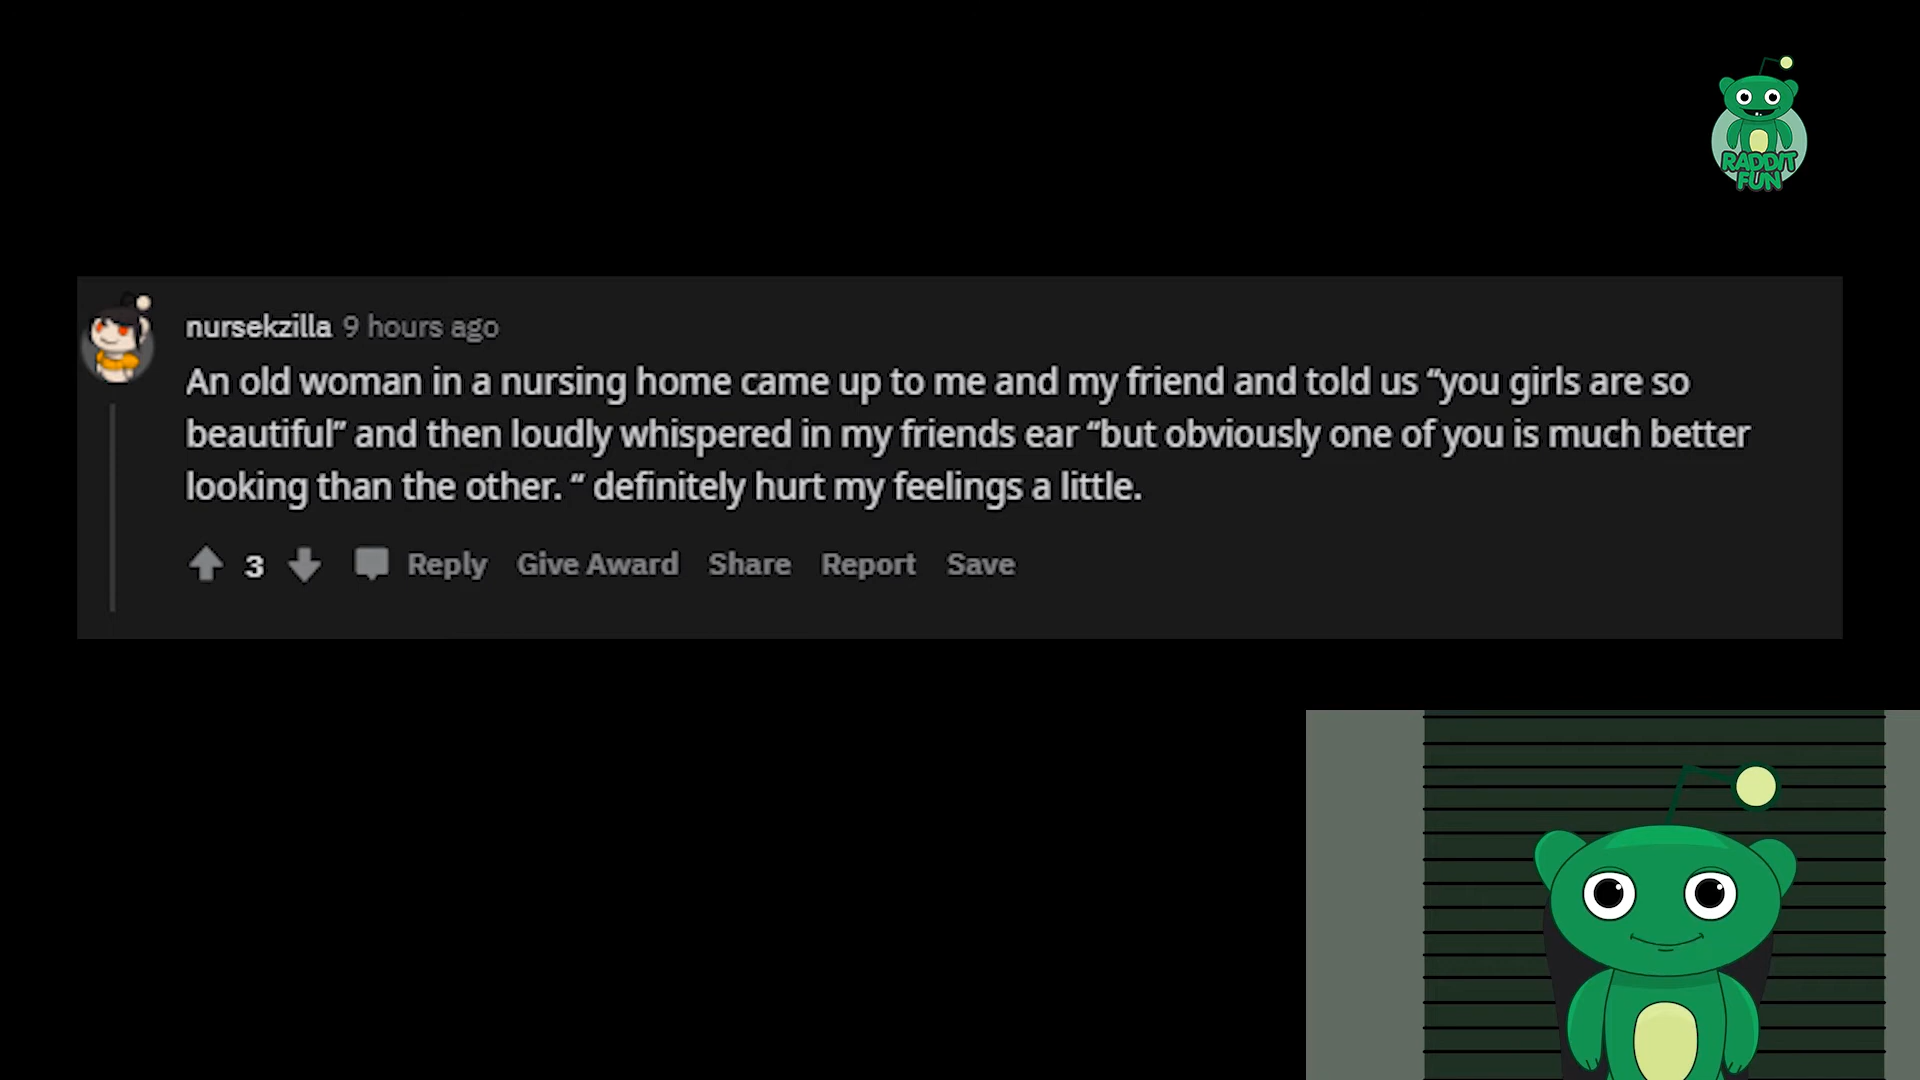 RADDIT
FUN
nursekzilla 9 hours ago
An old woman in a nursing home came up to me and my friend and told us “you girls are so
beautiful” and then loudly whispered in my friends ear “but obviously one of you is much better
looking than the other. “ definitely hurt my feelings a little.
3 Reply Give Award Share Report Save